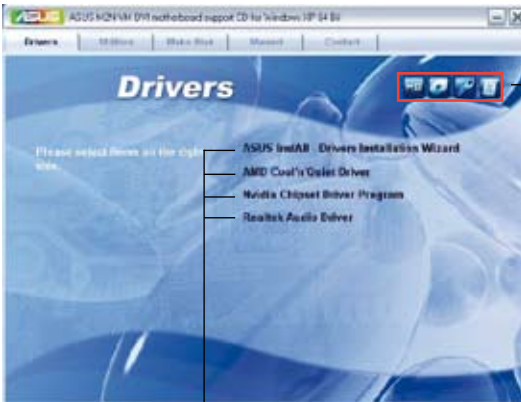 ASUS M2N-VM DVI motherboard support CD for Windows XP 64 Bit
Drivers Utilities Make Disk Manual Contact
Drivers
Please select items on the right
side.
ASUS InstAll - Drivers Installation Wizard
AMD Cool'n'Quiet Driver
Nvidia Chipset Driver Program
Realtek Audio Driver